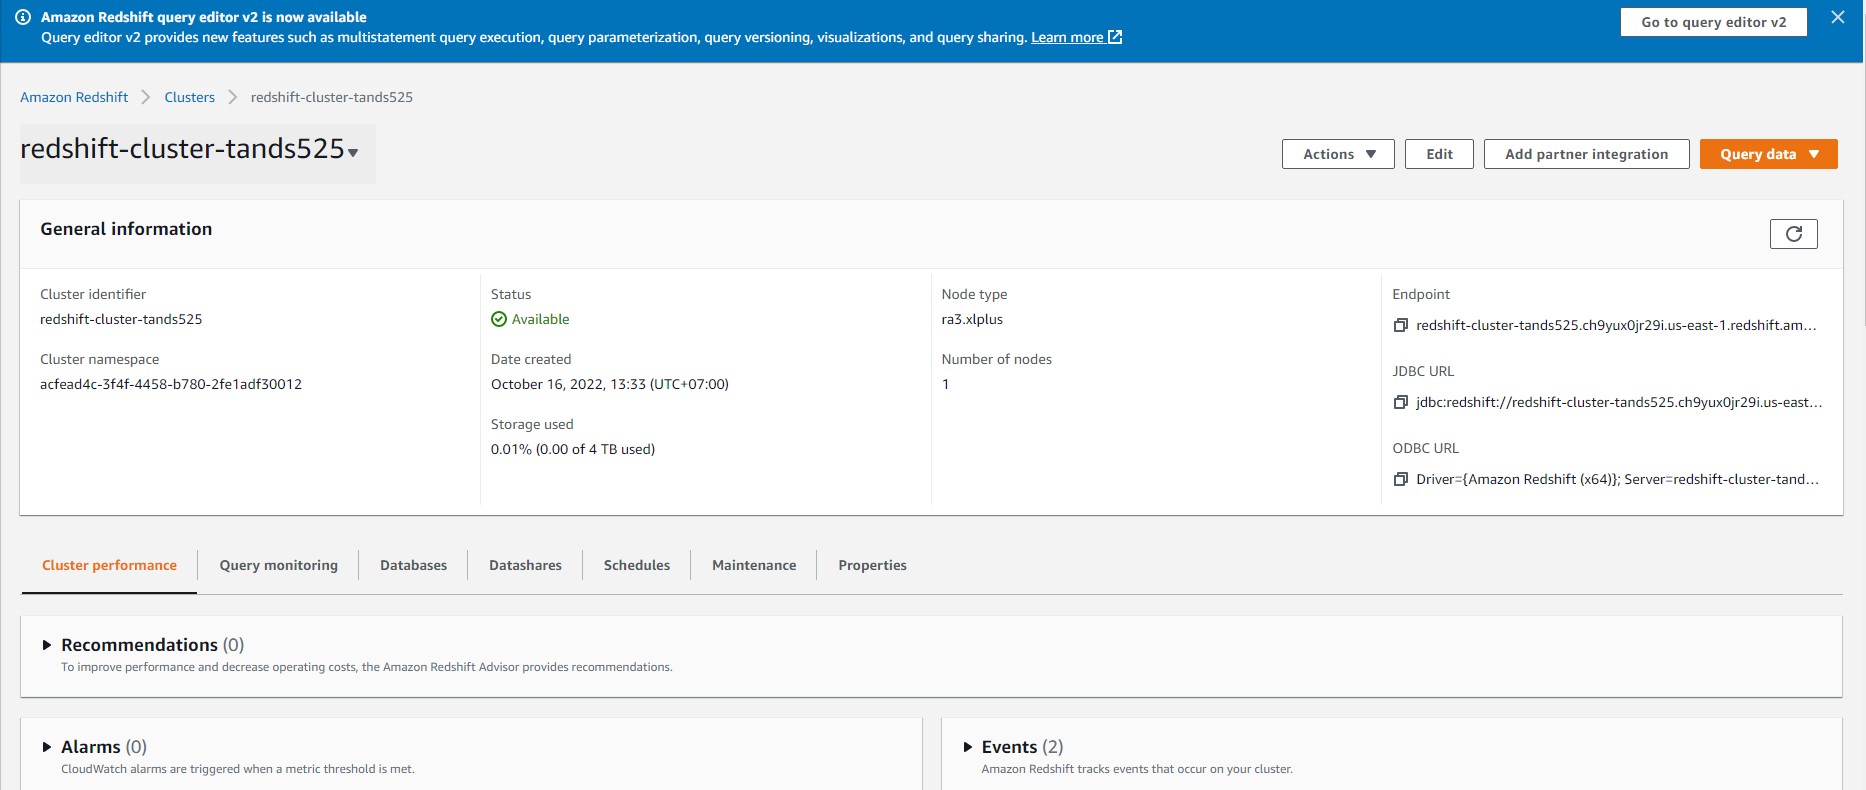 Amazon Redshift query editor v2 is now available
Query editor v2 provides new features such as multistatement query execution, query parameterization, query versioning, visualizations, and query sharing. Learn more
Go to query editor v2
Amazon Redshift
Clusters
redshift-cluster-tands525
redshift-cluster-tands525
Actions
Edit
Add partner integration
Query data
General information
Cluster identifier
redshift-cluster-tands525
Cluster namespace
acfead4c-3f4f-4458-b780-2fe1adf30012
Status
Available
Date created
October 16, 2022, 13:33 (UTC+07:00)
Storage used
0.01% (0.00 of 4 TB used)
Node type
ra3.xlplus
Number of nodes
1
Endpoint
redshift-cluster-tands525.ch9yux0jr29i.us-east-1.redshift.am...
JDBC URL
jdbc:redshift://redshift-cluster-tands525.ch9yux0jr29i.us-east...
ODBC URL
Driver={Amazon Redshift (x64)}; Server=redshift-cluster-tand...
Cluster performance
Query monitoring
Databases
Datashares
Schedules
Maintenance
Properties
Recommendations (0)
To improve performance and decrease operating costs, the Amazon Redshift Advisor provides recommendations.
Alarms (0)
CloudWatch alarms are triggered when a metric threshold is met.
Events (2)
Amazon Redshift tracks events that occur on your cluster.